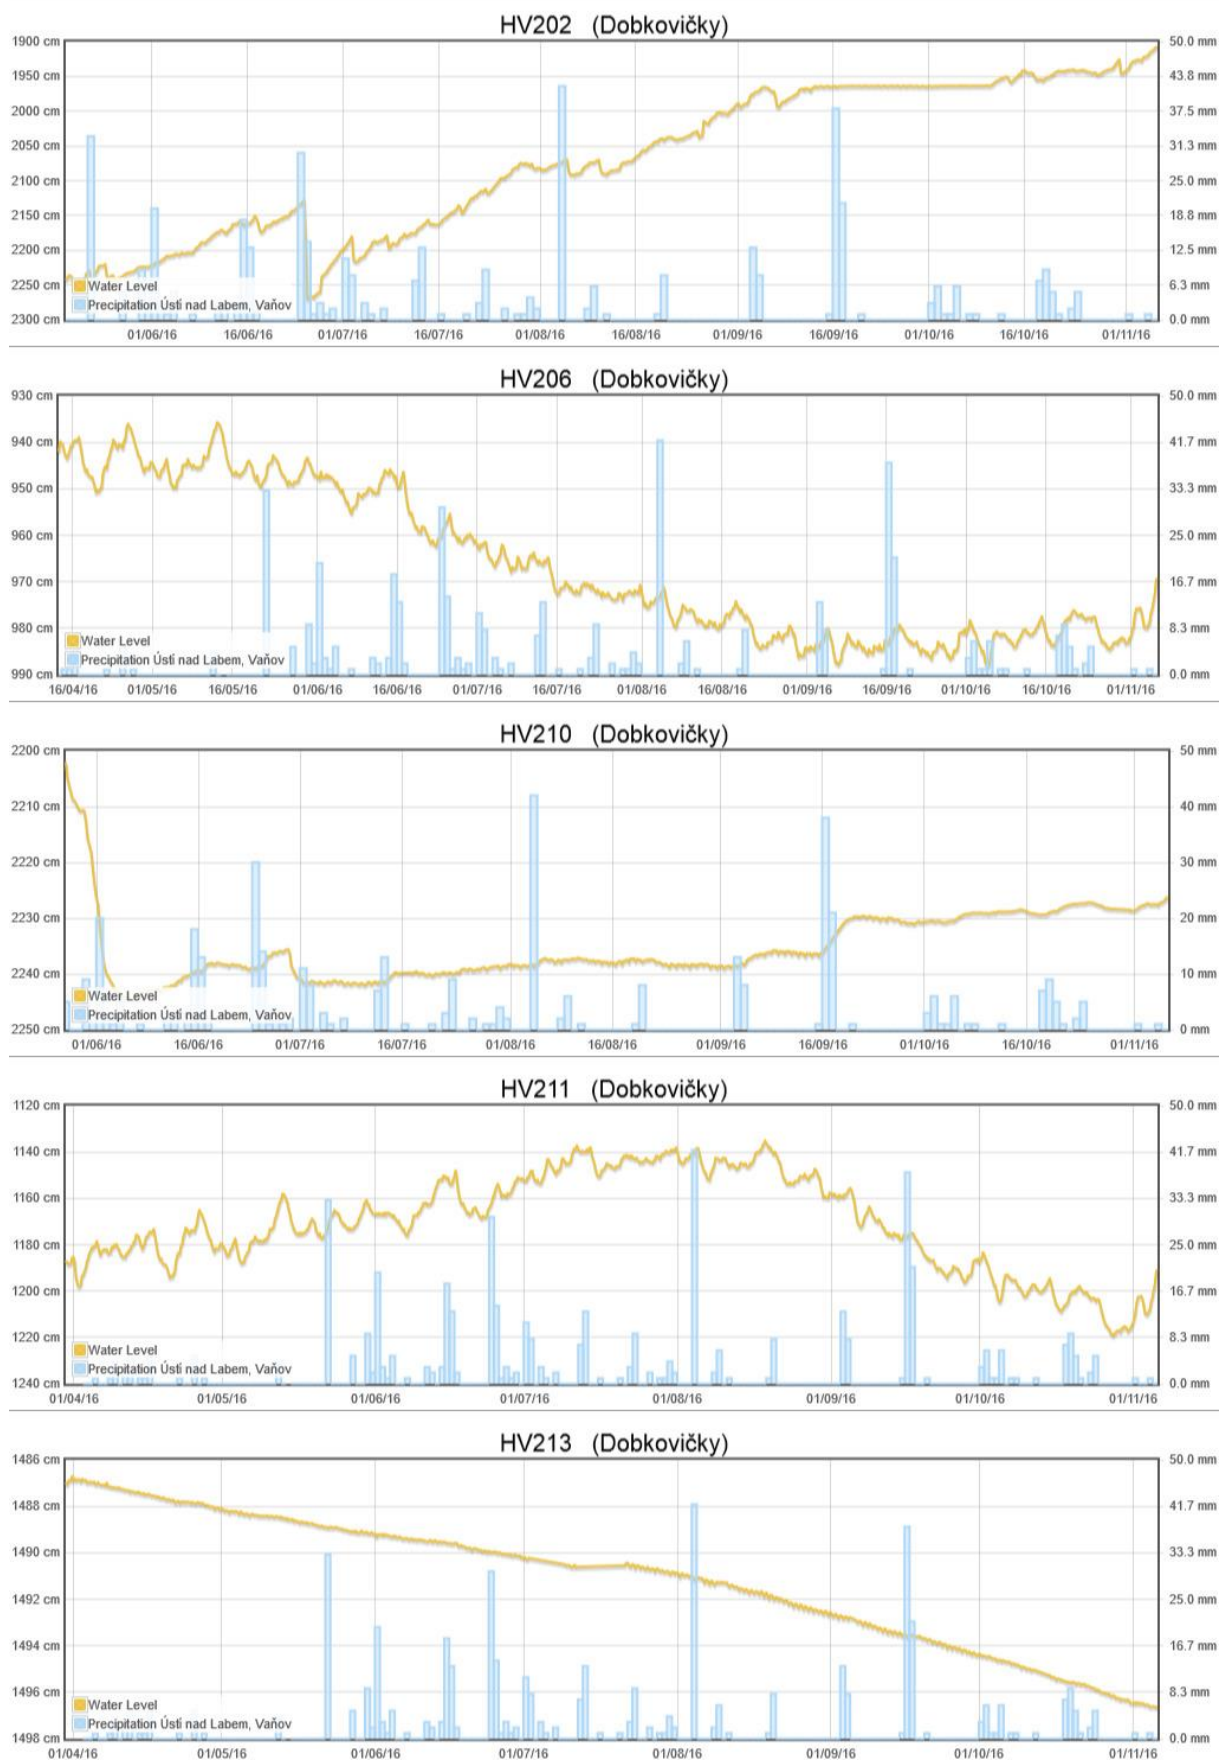 HV202 (Dobkovičky)
1900 cm 50.0 mm
1950 cm 43.8 mm
2000 cm 37.5 mm
2050 cm 31.3 mm
2100 cm 25.0 mm
2150 cm 18.8 mm
2200 cm 12.5 mm
2250 cm 6.3 mm
Water Level
Precipitation Ústí nad Labem, Vaňov
2300 cm 0.0 mm
01/06/16 16/06/16 01/07/16 16/07/16 01/08/16 16/08/16 01/09/16 16/09/16 01/10/16 16/10/16 01/11/16
HV206 (Dobkovičky)
930 cm 50.0 mm
940 cm 41.7 mm
950 cm 33.3 mm
960 cm 25.0 mm
970 cm 16.7 mm
980 cm 8.3 mm
Water Level
Precipitation Ústí nad Labem, Vaňov
990 cm 0.0 mm
16/04/16 01/05/16 16/05/16 01/06/16 16/06/16 01/07/16 16/07/16 01/08/16 16/08/16 01/09/16 16/09/16 01/10/16 16/10/16 01/11/16
HV210 (Dobkovičky)
2200 cm 50 mm
2210 cm 40 mm
2220 cm 30 mm
2230 cm 20 mm
2240 cm 10 mm
Water Level
Precipitation Ústí nad Labem, Vaňov
2250 cm 0 mm
01/06/16 16/06/16 01/07/16 16/07/16 01/08/16 16/08/16 01/09/16 16/09/16 01/10/16 16/10/16 01/11/16
HV211 (Dobkovičky)
1120 cm 50.0 mm
1140 cm 41.7 mm
1160 cm 33.3 mm
1180 cm 25.0 mm
1200 cm 16.7 mm
1220 cm 8.3 mm
Water Level
Precipitation Ústí nad Labem, Vaňov
1240 cm 0.0 mm
01/04/16 01/05/16 01/06/16 01/07/16 01/08/16 01/09/16 01/10/16 01/11/16
HV213 (Dobkovičky)
1486 cm 50.0 mm
1488 cm 41.7 mm
1490 cm 33.3 mm
1492 cm 25.0 mm
1494 cm 16.7 mm
1496 cm 8.3 mm
Water Level
Precipitation Ústí nad Labem, Vaňov
1498 cm 0.0 mm
01/04/16 01/05/16 01/06/16 01/07/16 01/08/16 01/09/16 01/10/16 01/11/16